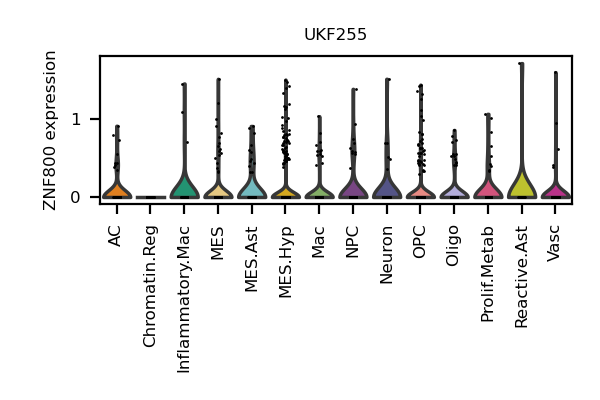 UKF255
ZNF800 expression
1
0
AC
Chromatin.Reg
Inflammatory.Mac
MES
MES.Ast
MES.Hyp
Mac
NPC
Neuron
OPC
Oligo
Prolif.Metab
Reactive.Ast
Vasc